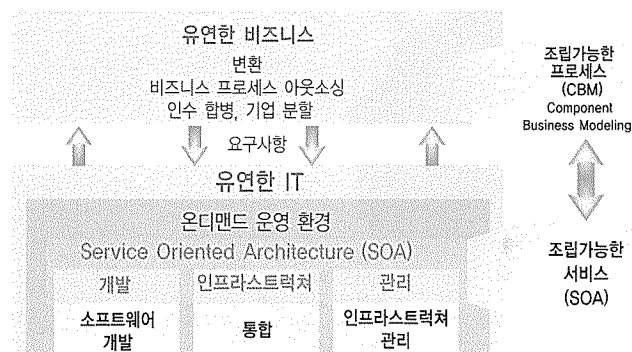 유연한 비즈니스
변환
비즈니스 프로세스 아웃소싱
인수 합병, 기업 분할
요구사항
유연한 IT
온디맨드 운영 환경
Service Oriented Architecture (SOA)
개발 인프라스트럭쳐 관리
소프트웨어
개발
통합
인프라스트럭쳐
관리
조립가능한
프로세스
(CBM)
Component
Business Modeling
조립가능한
서비스
(SOA)